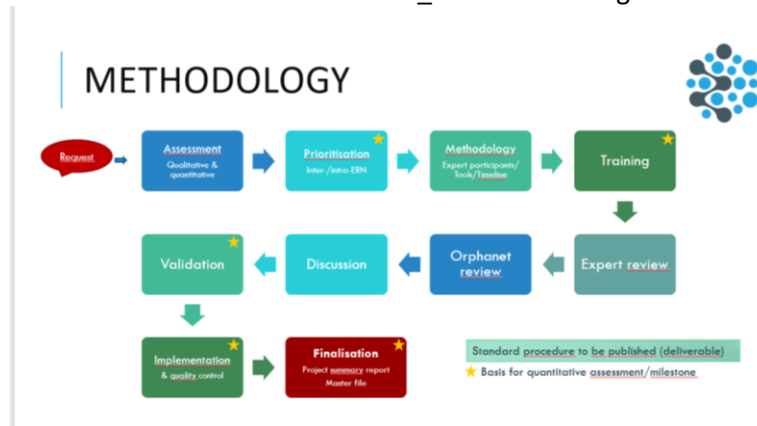 METHODOLOGY
Request
Assessment
Qualitative &
quantitative
Prioritisation
Inter-/intra-ERN
Methodology
Expert participants/
Tools/Timeline
Training
Validation
Discussion
Orphanet
review
Expert review
Implementation
& quality control
Finalisation
Project summary report
Master file
Standard procedure to be published (deliverable)
Basis for quantitative assessment/milestone